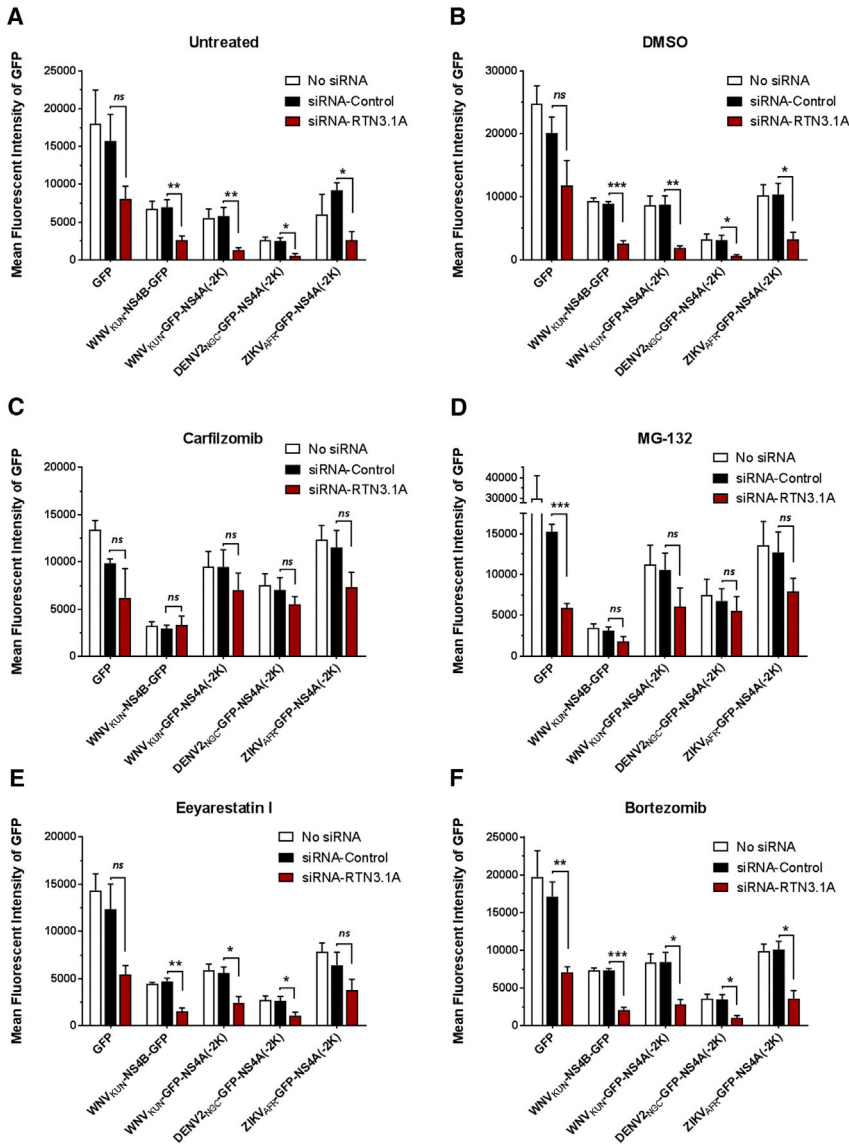 A
Untreated
Mean Fluorescent Intensity of GFP
25000
20000
15000
10000
5000
0
No siRNA
siRNA-Control
siRNA-RTN3.1A
ns
**
**
*
*
GFP
WNVKUN-NS4B-GFP
WNVKUN-GFP-NS4A(-2K)
DENV2NGC-GFP-NS4A(-2K)
ZIKVAFR-GFP-NS4A(-2K)
B
DMSO
Mean Fluorescent Intensity of GFP
30000
20000
10000
0
No siRNA
siRNA-Control
siRNA-RTN3.1A
ns
***
**
*
*
GFP
WNVKUN-NS4B-GFP
WNVKUN-GFP-NS4A(-2K)
DENV2NGC-GFP-NS4A(-2K)
ZIKVAFR-GFP-NS4A(-2K)
C
Carfilzomib
Mean Fluorescent Intensity of GFP
20000
15000
10000
5000
0
No siRNA
siRNA-Control
siRNA-RTN3.1A
ns
ns
ns
ns
ns
GFP
WNVKUN-NS4B-GFP
WNVKUN-GFP-NS4A(-2K)
DENV2NGC-GFP-NS4A(-2K)
ZIKVAFR-GFP-NS4A(-2K)
D
MG-132
Mean Fluorescent Intensity of GFP
40000
30000
15000
10000
5000
0
No siRNA
siRNA-Control
siRNA-RTN3.1A
***
ns
ns
ns
ns
GFP
WNVKUN-NS4B-GFP
WNVKUN-GFP-NS4A(-2K)
DENV2NGC-GFP-NS4A(-2K)
ZIKVAFR-GFP-NS4A(-2K)
E
Eeyarestatin I
Mean Fluorescent Intensity of GFP
20000
15000
10000
5000
0
No siRNA
siRNA-Control
siRNA-RTN3.1A
ns
**
*
*
ns
GFP
WNVKUN-NS4B-GFP
WNVKUN-GFP-NS4A(-2K)
DENV2NGC-GFP-NS4A(-2K)
ZIKVAFR-GFP-NS4A(-2K)
F
Bortezomib
Mean Fluorescent Intensity of GFP
25000
20000
15000
10000
5000
0
No siRNA
siRNA-Control
siRNA-RTN3.1A
**
***
*
*
*
GFP
WNVKUN-NS4B-GFP
WNVKUN-GFP-NS4A(-2K)
DENV2NGC-GFP-NS4A(-2K)
ZIKVAFR-GFP-NS4A(-2K)